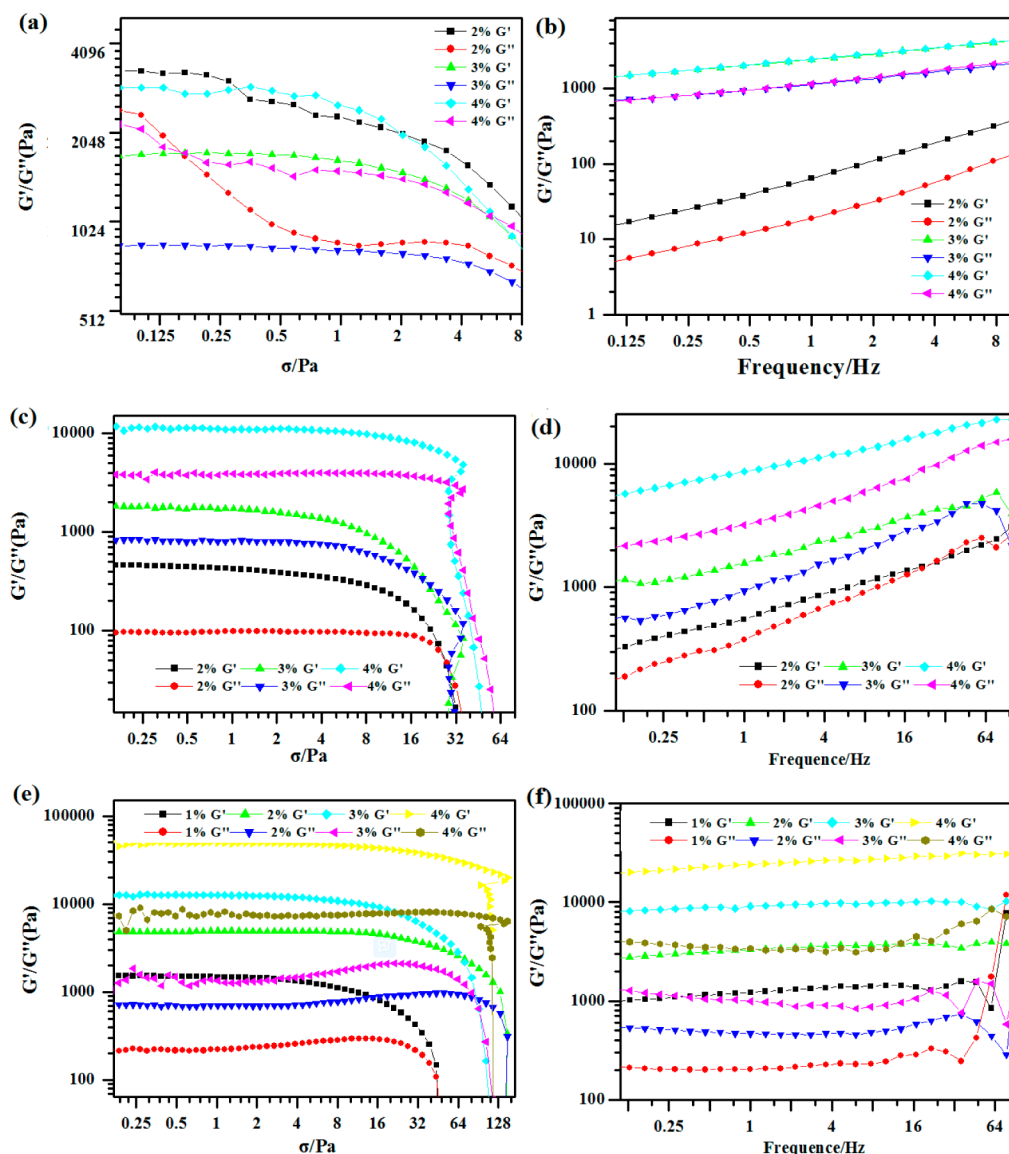 (a)
4096
2048
1024
512
G'/G''(Pa)
2% G'
2% G''
3% G'
3% G''
4% G'
4% G''
0.125 0.25 0.5 1 2 4 8
σ/Pa
(b)
1000
100
10
1
G'/G''(Pa)
2% G'
2% G''
3% G'
3% G''
4% G'
4% G''
0.125 0.25 0.5 1 2 4 8
Frequency/Hz
(c)
10000
1000
100
G'/G''(Pa)
2% G' 3% G' 4% G'
2% G'' 3% G'' 4% G''
0.25 0.5 1 2 4 8 16 32 64
σ/Pa
(d)
10000
1000
100
G'/G''(Pa)
2% G' 3% G' 4% G'
2% G'' 3% G'' 4% G''
0.25 1 4 16 64
Frequence/Hz
(e)
100000
10000
1000
100
G'/G''(Pa)
1% G' 2% G' 3% G' 4% G'
1% G'' 2% G'' 3% G'' 4% G''
0.25 0.5 1 2 4 8 16 32 64 128
σ/Pa
(f)
100000
10000
1000
100
G'/G''(Pa)
1% G' 2% G' 3% G' 4% G'
1% G'' 2% G'' 3% G'' 4% G''
0.25 1 4 16 64
Frequence/Hz